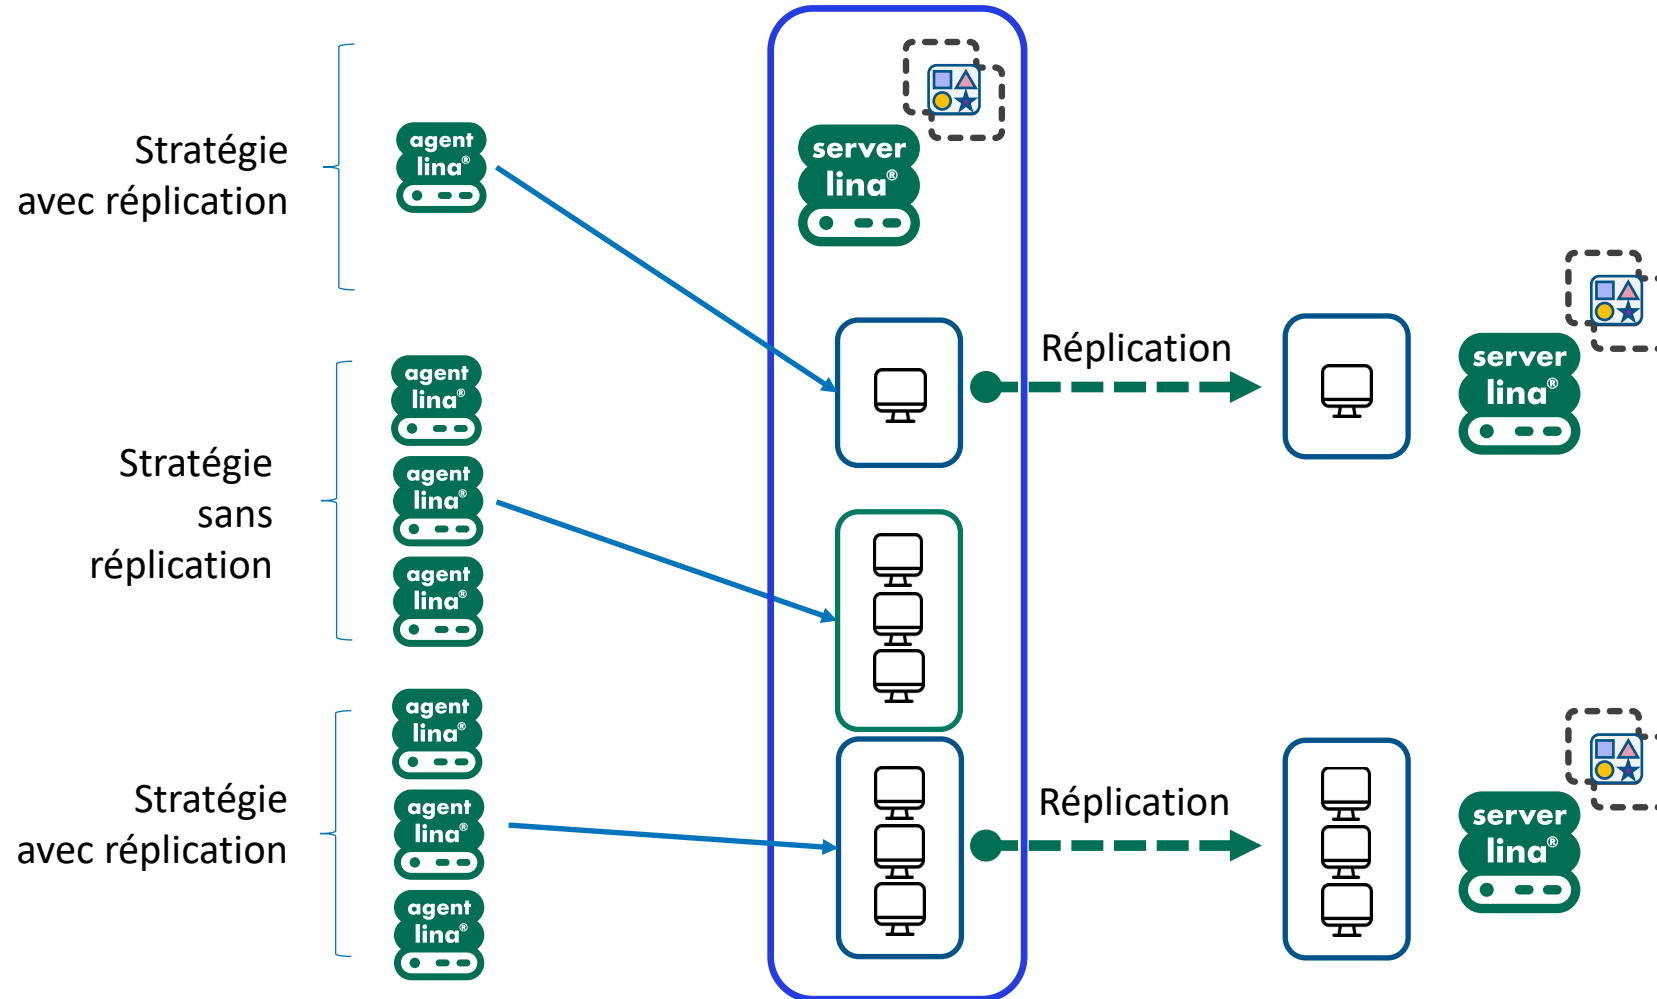 Stratégie
avec réplication
agent
lina®
server
lina®
Réplication
server
lina®
Stratégie
sans
réplication
agent
lina®
agent
lina®
agent
lina®
Stratégie
avec réplication
agent
lina®
agent
lina®
agent
lina®
Réplication
server
lina®